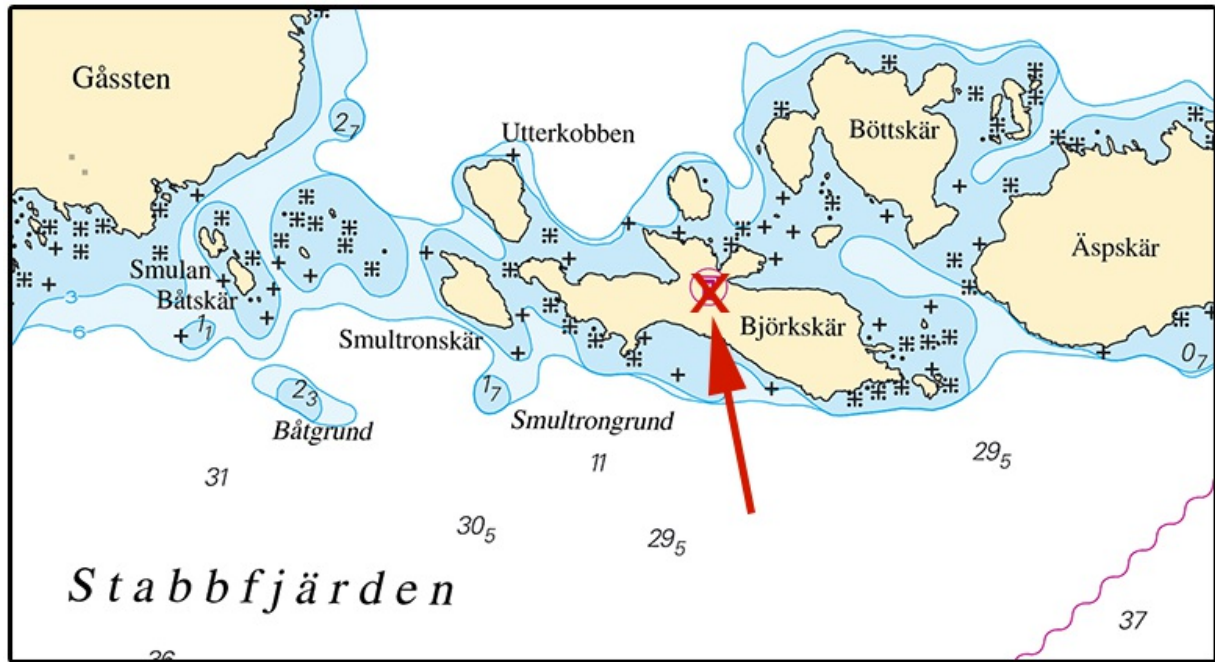 Gåssten
2₇
Utterkobben
Böttskär
Äspskär
Smulan
Båtskär
3
6
1₁
Smultronskär
Björkskär
0₇
2₃
1₇
Båtgrund
Smultrongrund
31
11
29₅
30₅
29₅
Stabbfjärden
37
36